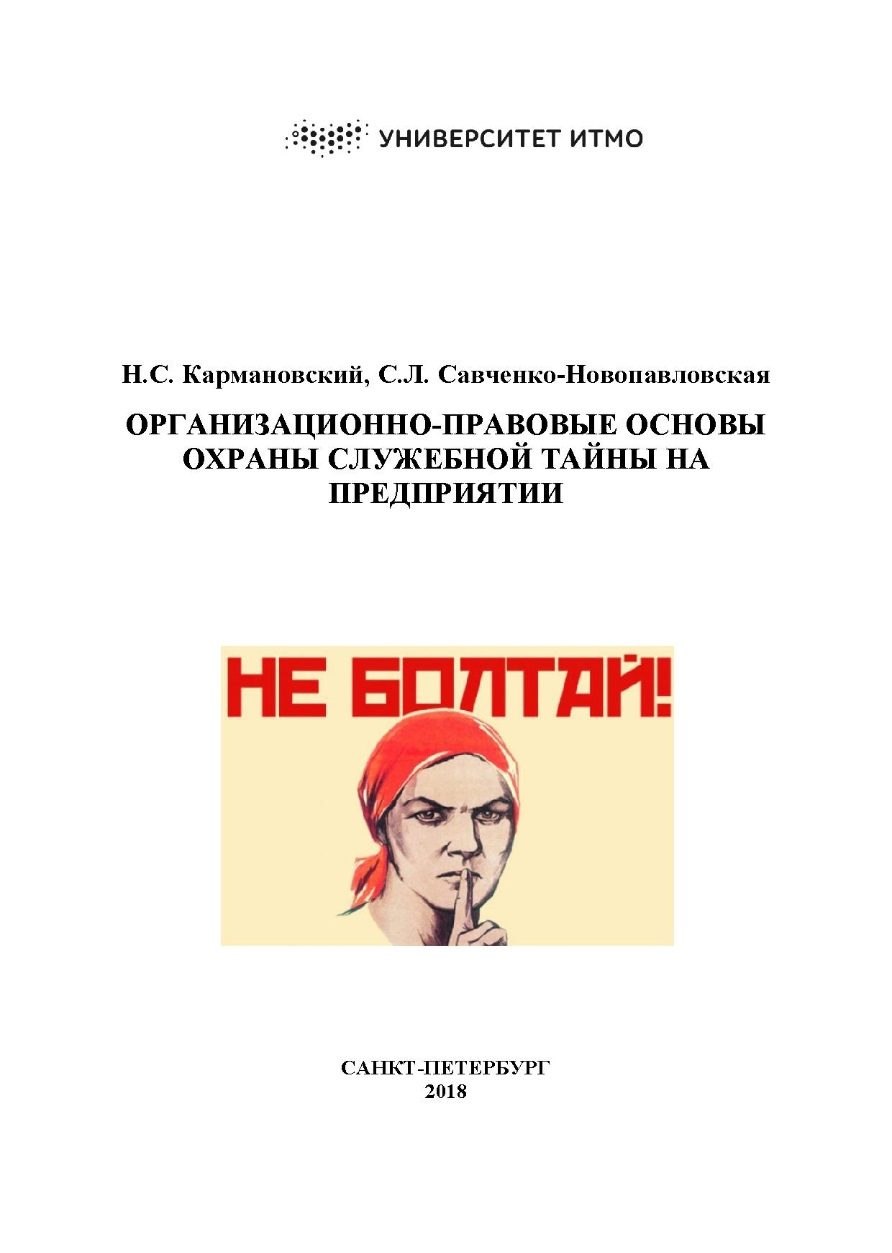 УНИВЕРСИТЕТ ИТМО
Н.С. Кармановский, С.Л. Савченко-Новопавловская
ОРГАНИЗАЦИОННО-ПРАВОВЫЕ ОСНОВЫ
ОХРАНЫ СЛУЖЕБНОЙ ТАЙНЫ НА
ПРЕДПРИЯТИИ
НЕ БОЛТАЙ!
САНКТ-ПЕТЕРБУРГ
2018